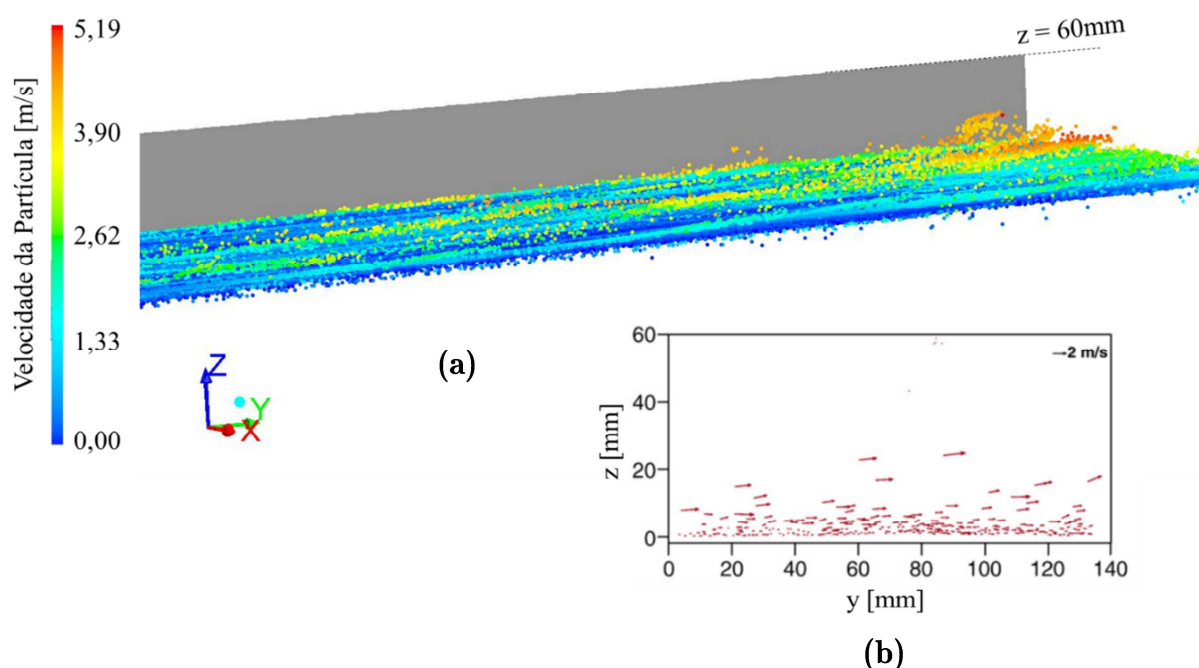 5,19
3,90
2,62
1,33
0,00
Velocidade da Partícula [m/s]
z = 60mm
Z
Y
X
(a)
60
40
20
0
z [mm]
→2 m/s
0 20 40 60 80 100 120 140
y [mm]
(b)